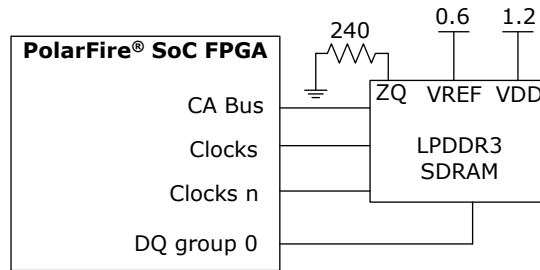 240
0.6
1.2
PolarFire® SoC FPGA
ZQ
VREF
VDD
CA Bus
Clocks
LPDDR3
SDRAM
Clocks n
DQ group 0